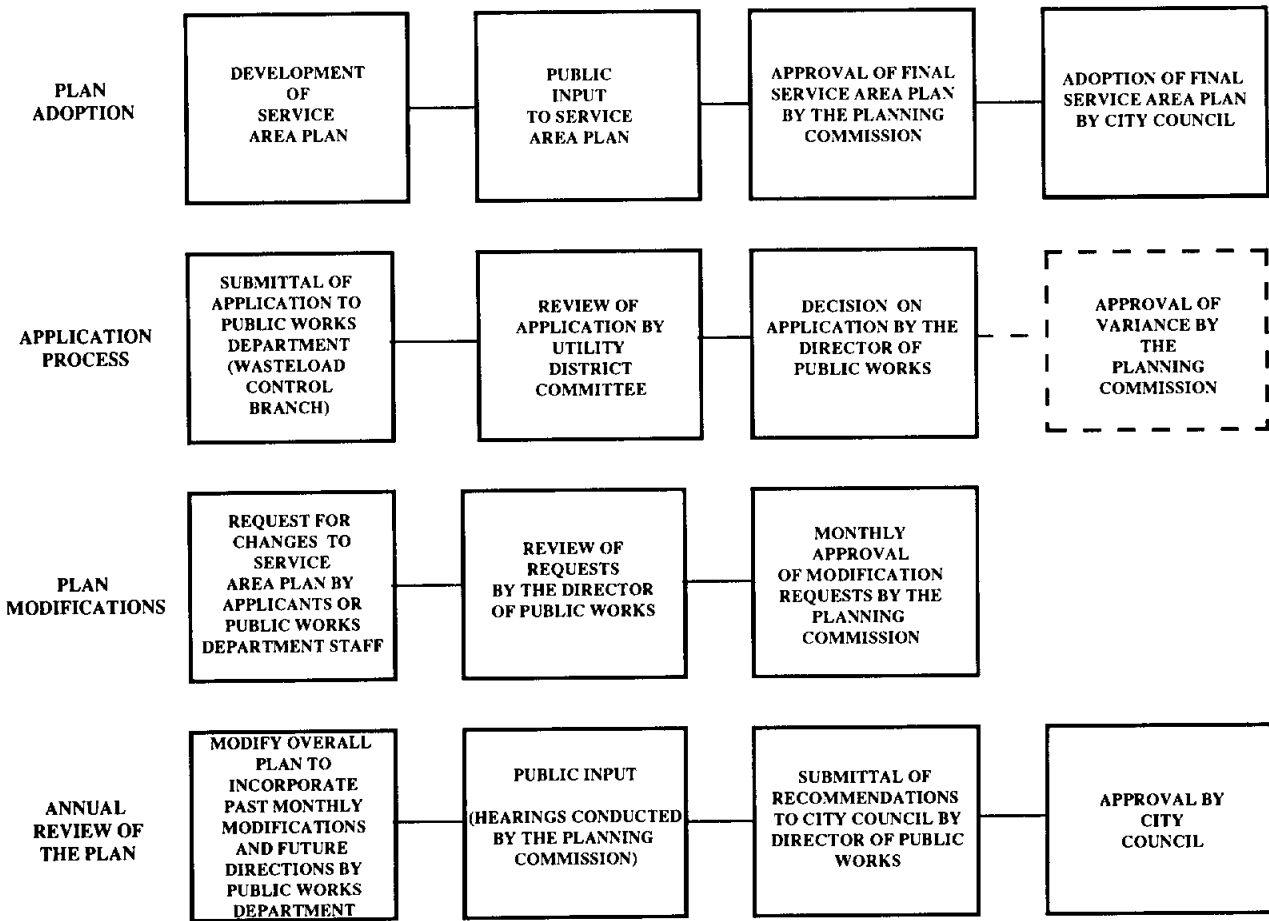 PLAN
ADOPTION
DEVELOPMENT
OF
SERVICE
AREA PLAN
PUBLIC
INPUT
TO SERVICE
AREA PLAN
APPROVAL OF FINAL
SERVICE AREA PLAN
BY THE PLANNING
COMMISSION
ADOPTION OF FINAL
SERVICE AREA PLAN
BY CITY COUNCIL
APPLICATION
PROCESS
SUBMITTAL OF
APPLICATION TO
PUBLIC WORKS
DEPARTMENT
(WASTELOAD
CONTROL
BRANCH)
REVIEW OF
APPLICATION BY
UTILITY
DISTRICT
COMMITTEE
DECISION ON
APPLICATION BY THE
DIRECTOR OF
PUBLIC WORKS
APPROVAL OF
VARIANCE BY
THE
PLANNING
COMMISSION
PLAN
MODIFICATIONS
REQUEST FOR
CHANGES TO
SERVICE
AREA PLAN BY
APPLICANTS OR
PUBLIC WORKS
DEPARTMENT STAFF
REVIEW OF
REQUESTS
BY THE DIRECTOR
OF PUBLIC WORKS
MONTHLY
APPROVAL
OF MODIFICATION
REQUESTS BY THE
PLANNING
COMMISSION
ANNUAL
REVIEW OF
THE PLAN
MODIFY OVERALL
PLAN TO
INCORPORATE
PAST MONTHLY
MODIFICATIONS
AND FUTURE
DIRECTIONS BY
PUBLIC WORKS
DEPARTMENT
PUBLIC INPUT
(HEARINGS CONDUCTED
BY THE PLANNING
COMMISSION)
SUBMITTAL OF
RECOMMENDATIONS
TO CITY COUNCIL BY
DIRECTOR OF PUBLIC
WORKS
APPROVAL BY
CITY
COUNCIL